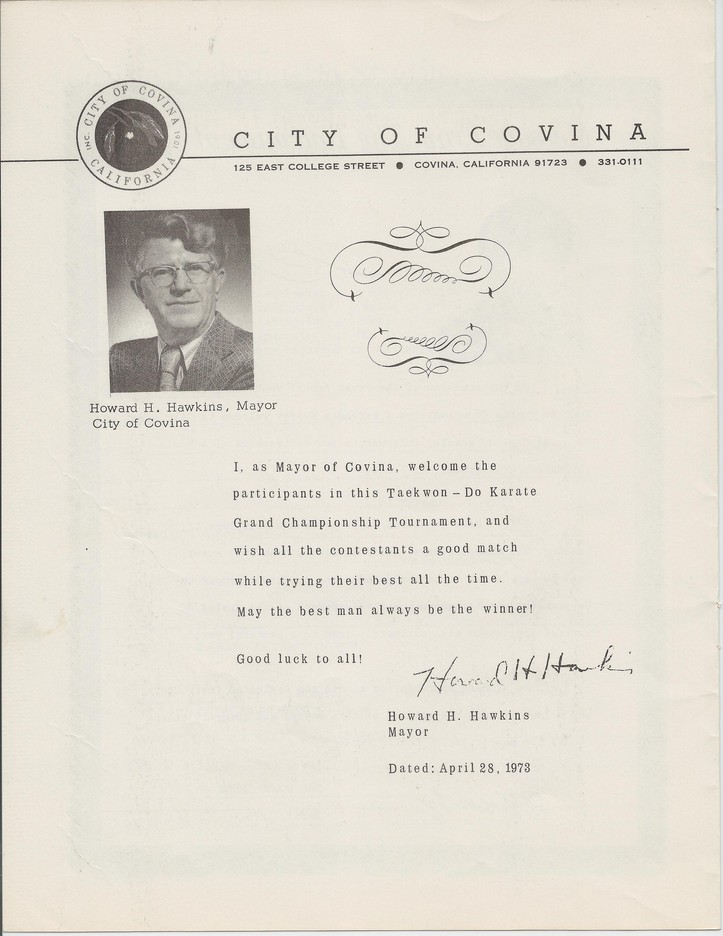 CITY OF COVINA
INC. 1901
CALIFORNIA
CITY OF COVINA
125 EAST COLLEGE STREET ● COVINA, CALIFORNIA 91723 ● 331-0111
Howard H. Hawkins, Mayor
City of Covina
I, as Mayor of Covina, welcome the
participants in this Taekwon – Do Karate
Grand Championship Tournament, and
wish all the contestants a good match
while trying their best all the time.
May the best man always be the winner!
Good luck to all!
Howard H Hawkins
Howard H. Hawkins
Mayor
Dated: April 28, 1973